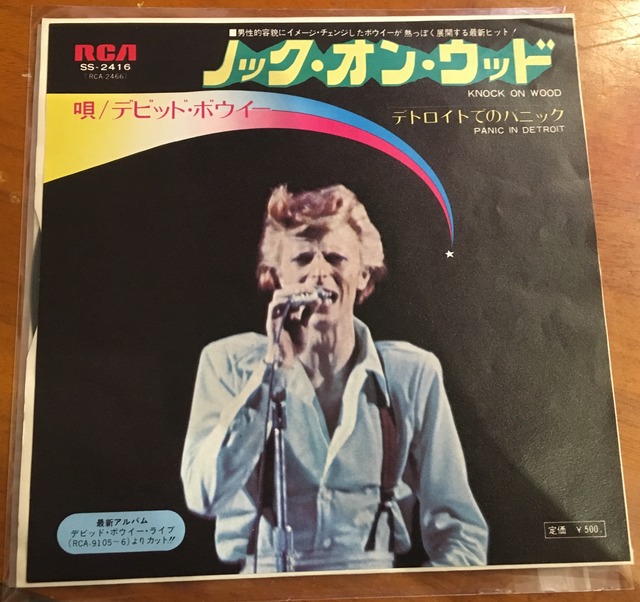 RCA
SS-2416
(RCA-2466)
■男性的容貌にイメージ・チェンジしたボウイーが 熱っぽく展開する最新ヒット!
ノック・オン・ウッド
KNOCK ON WOOD
唄/デビッド・ボウイー
デトロイトでのパニック
PANIC IN DETROIT
最新アルバム
デビッド・ボウイー・ライブ
(RCA-9105~6)よりカット!!
定価 ¥500.